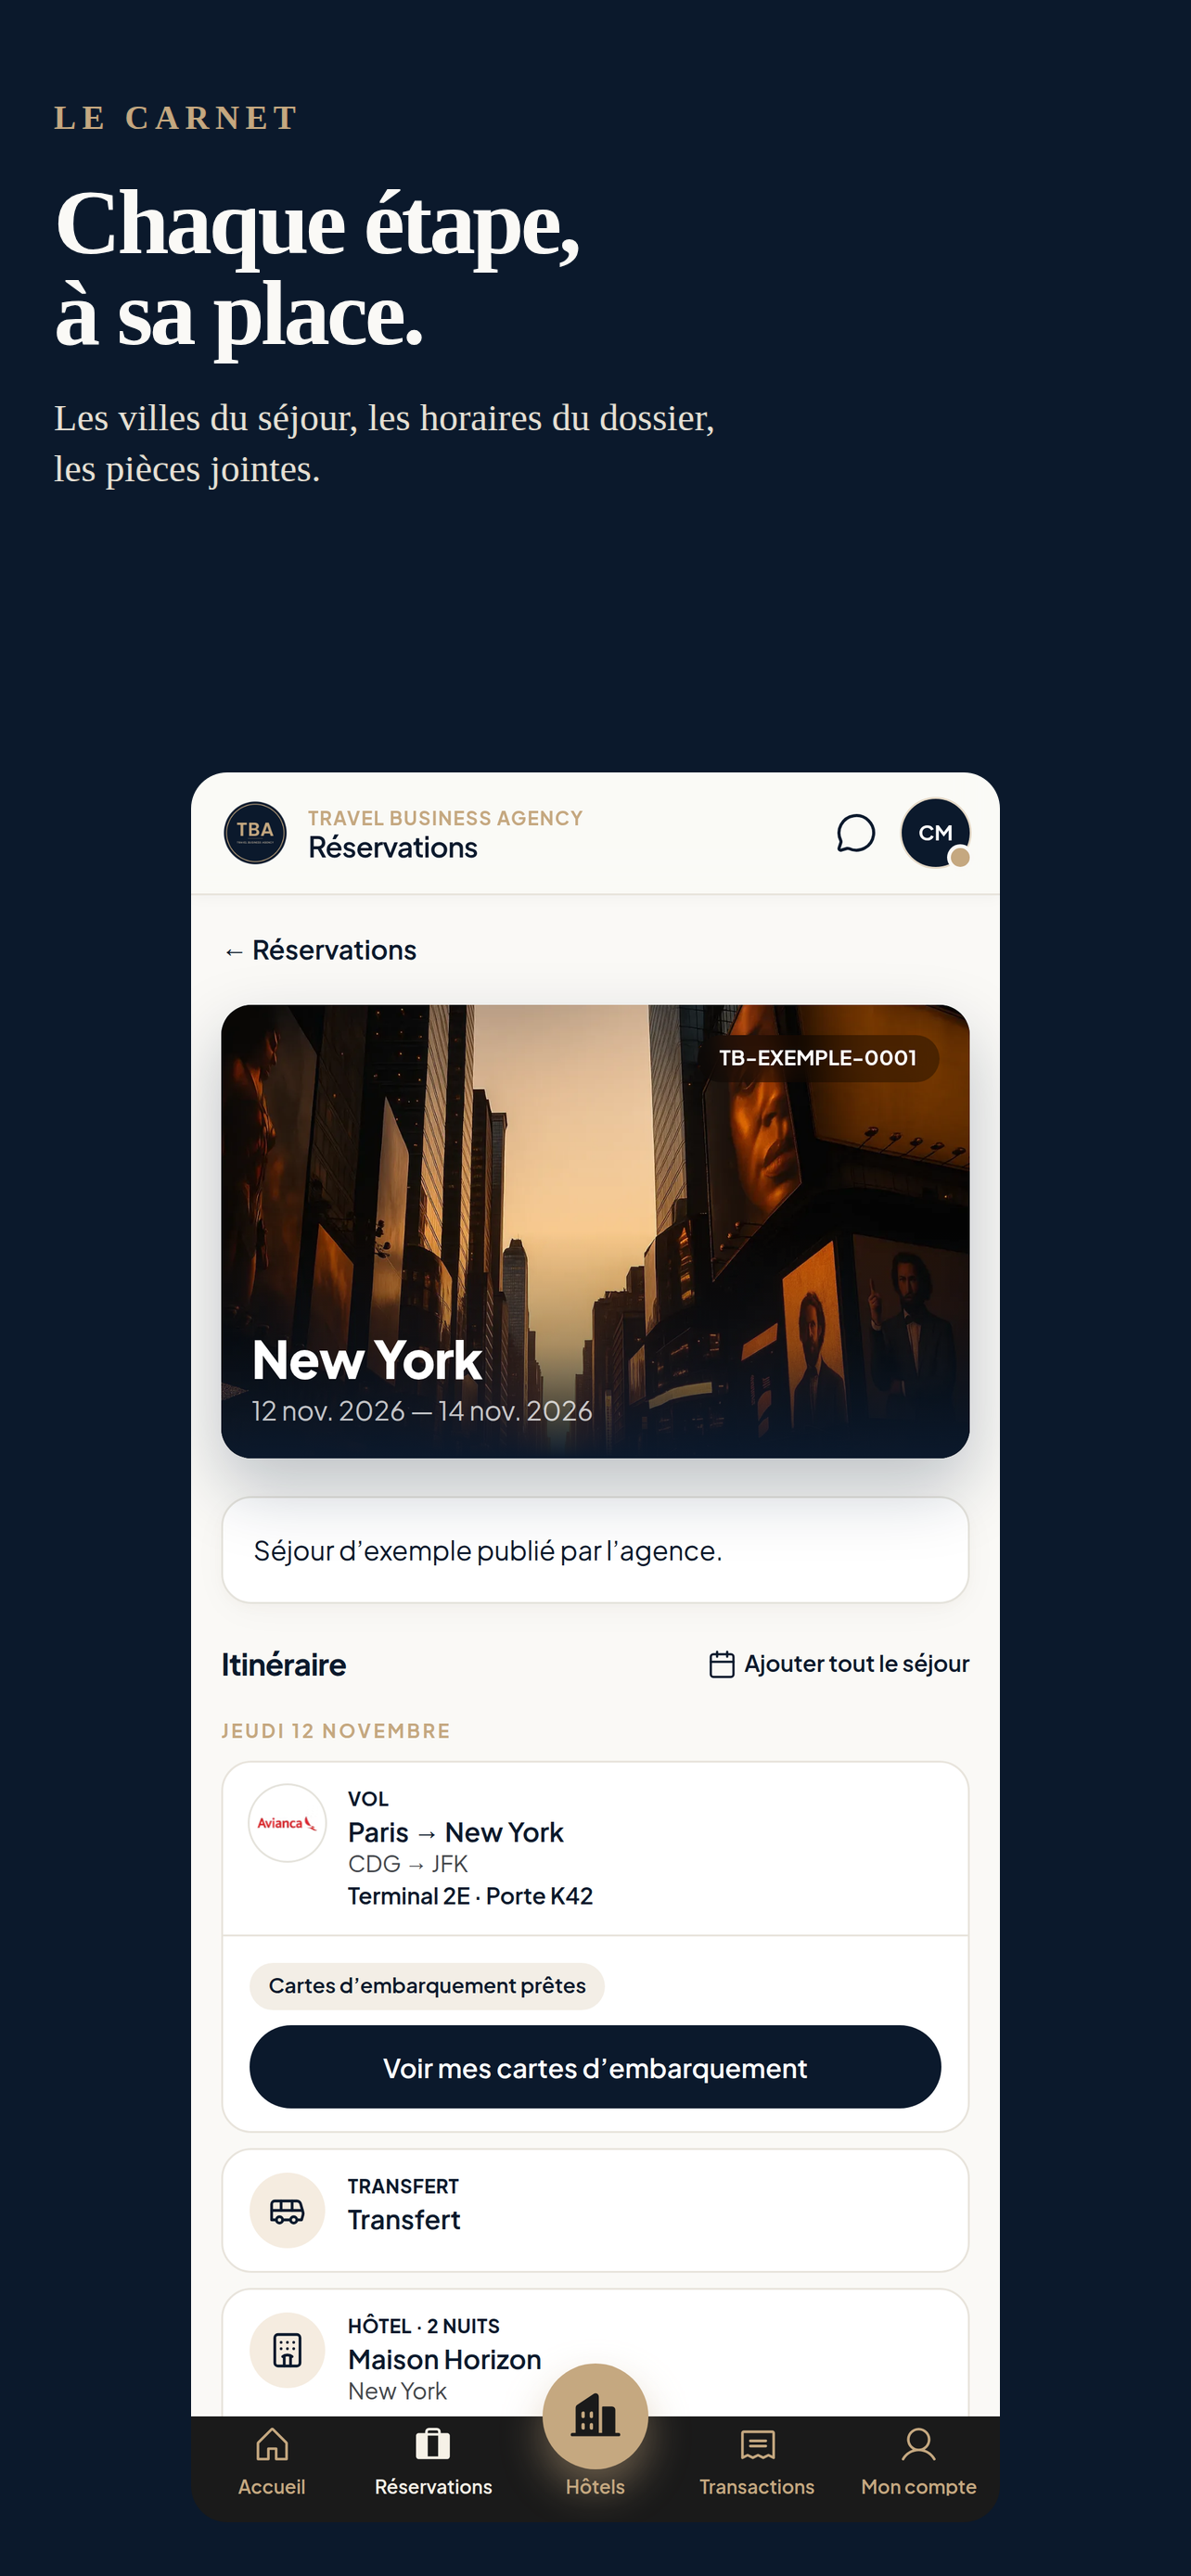 LE CARNET
Chaque étape,
à sa place.
Les villes du séjour, les horaires du dossier,
les pièces jointes.
TBA
TRAVEL BUSINESS AGENCY
TRAVEL BUSINESS AGENCY
Réservations
CM
← Réservations
TB-EXEMPLE-0001
New York
12 nov. 2026 — 14 nov. 2026
Séjour d’exemple publié par l’agence.
Itinéraire
Ajouter tout le séjour
JEUDI 12 NOVEMBRE
Avianca
VOL
Paris → New York
CDG → JFK
Terminal 2E · Porte K42
Cartes d’embarquement prêtes
Voir mes cartes d’embarquement
TRANSFERT
Transfert
HÔTEL · 2 NUITS
Maison Horizon
New York
Accueil
Réservations
Hôtels
Transactions
Mon compte